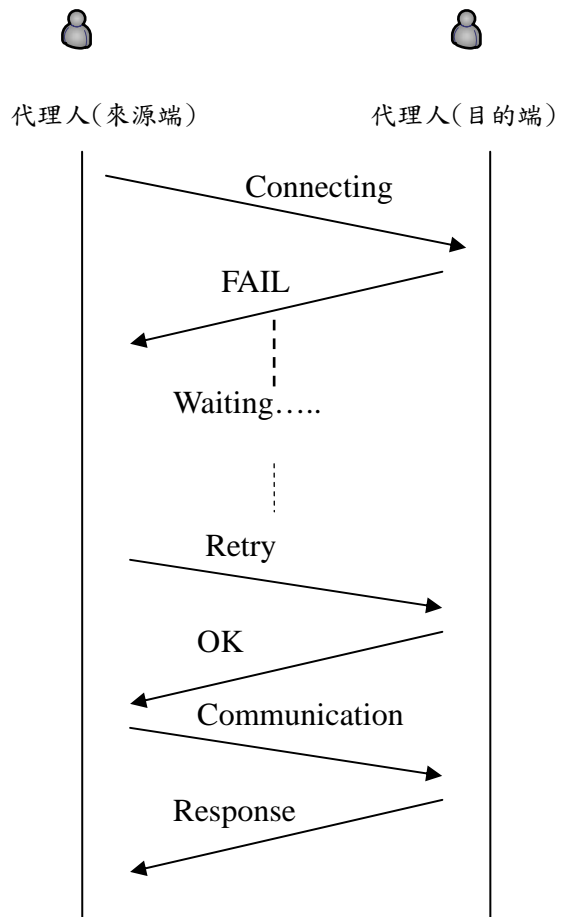 代理人(來源端)
代理人(目的端)
Connecting
FAIL
Waiting…..
Retry
OK
Communication
Response